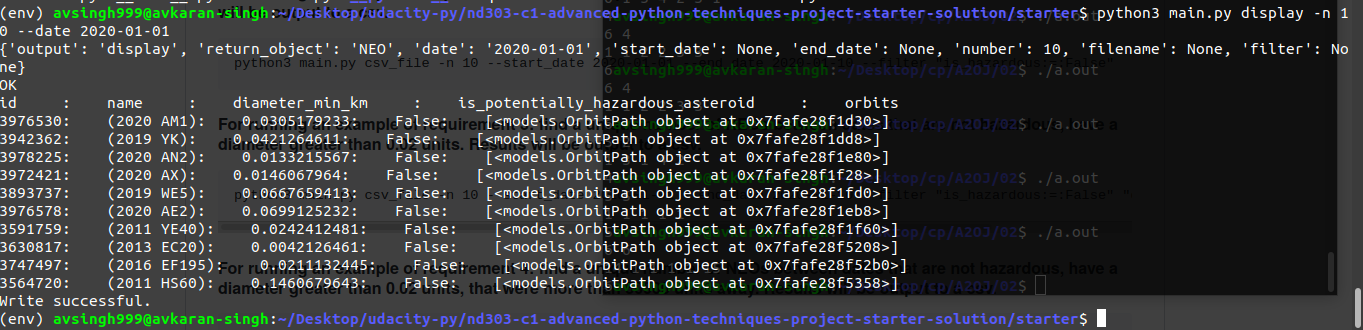 (env) avsingh999@avkaran-singh:~/Desktop/udacity-py/nd303-c1-advanced-python-techniques-project-starter-solution/starter$ python3 main.py display -n 1
0 --date 2020-01-01
{'output': 'display', 'return_object': 'NEO', 'date': '2020-01-01', 'start_date': None, 'end_date': None, 'number': 10, 'filename': None, 'filter': No
ne}
OK
id : name : diameter_min_km : is_potentially_hazardous_asteroid : orbits
3976530: (2020 AM1): 0.0305179233: False: [<models.OrbitPath object at 0x7fafe28f1d30>]
3942362: (2019 YK): 0.0421264611: False: [<models.OrbitPath object at 0x7fafe28f1dd8>]
3978225: (2020 AN2): 0.0133215567: False: [<models.OrbitPath object at 0x7fafe28f1e80>]
3972421: (2020 AX): 0.0146067964: False: [<models.OrbitPath object at 0x7fafe28f1f28>]
3893737: (2019 WE5): 0.0667659413: False: [<models.OrbitPath object at 0x7fafe28f1fd0>]
3976578: (2020 AE2): 0.0699125232: False: [<models.OrbitPath object at 0x7fafe28f1eb8>]
3591759: (2011 YE40): 0.0242412481: False: [<models.OrbitPath object at 0x7fafe28f1f60>]
3630817: (2013 EC20): 0.0042126461: False: [<models.OrbitPath object at 0x7fafe28f5208>]
3747497: (2016 EF195): 0.0211132445: False: [<models.OrbitPath object at 0x7fafe28f52b0>]
3564720: (2011 HS60): 0.1460679643: False: [<models.OrbitPath object at 0x7fafe28f5358>]
Write successful.
(env) avsingh999@avkaran-singh:~/Desktop/udacity-py/nd303-c1-advanced-python-techniques-project-starter-solution/starter$